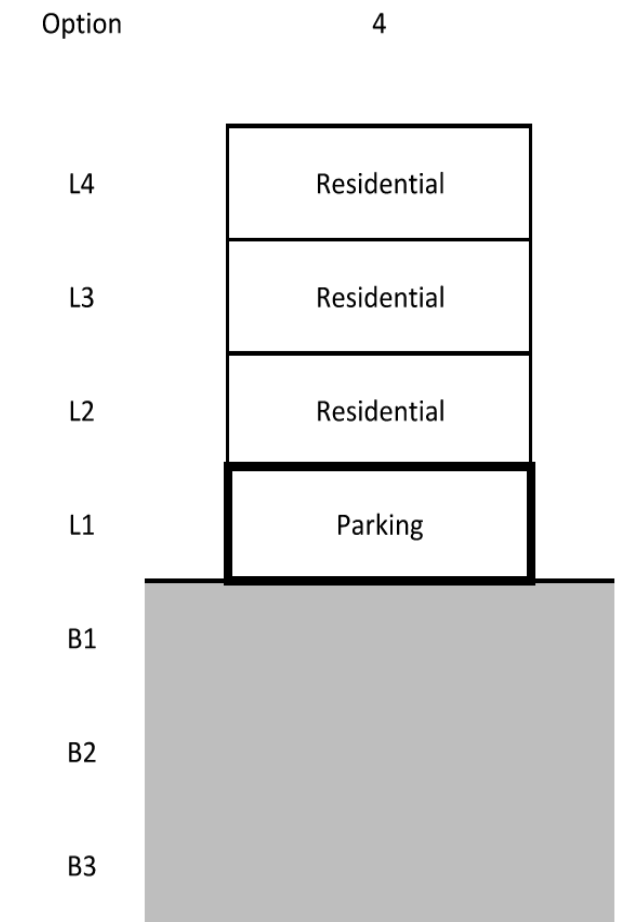 Option 4
L4 Residential
L3 Residential
L2 Residential
L1 Parking
B1
B2
B3